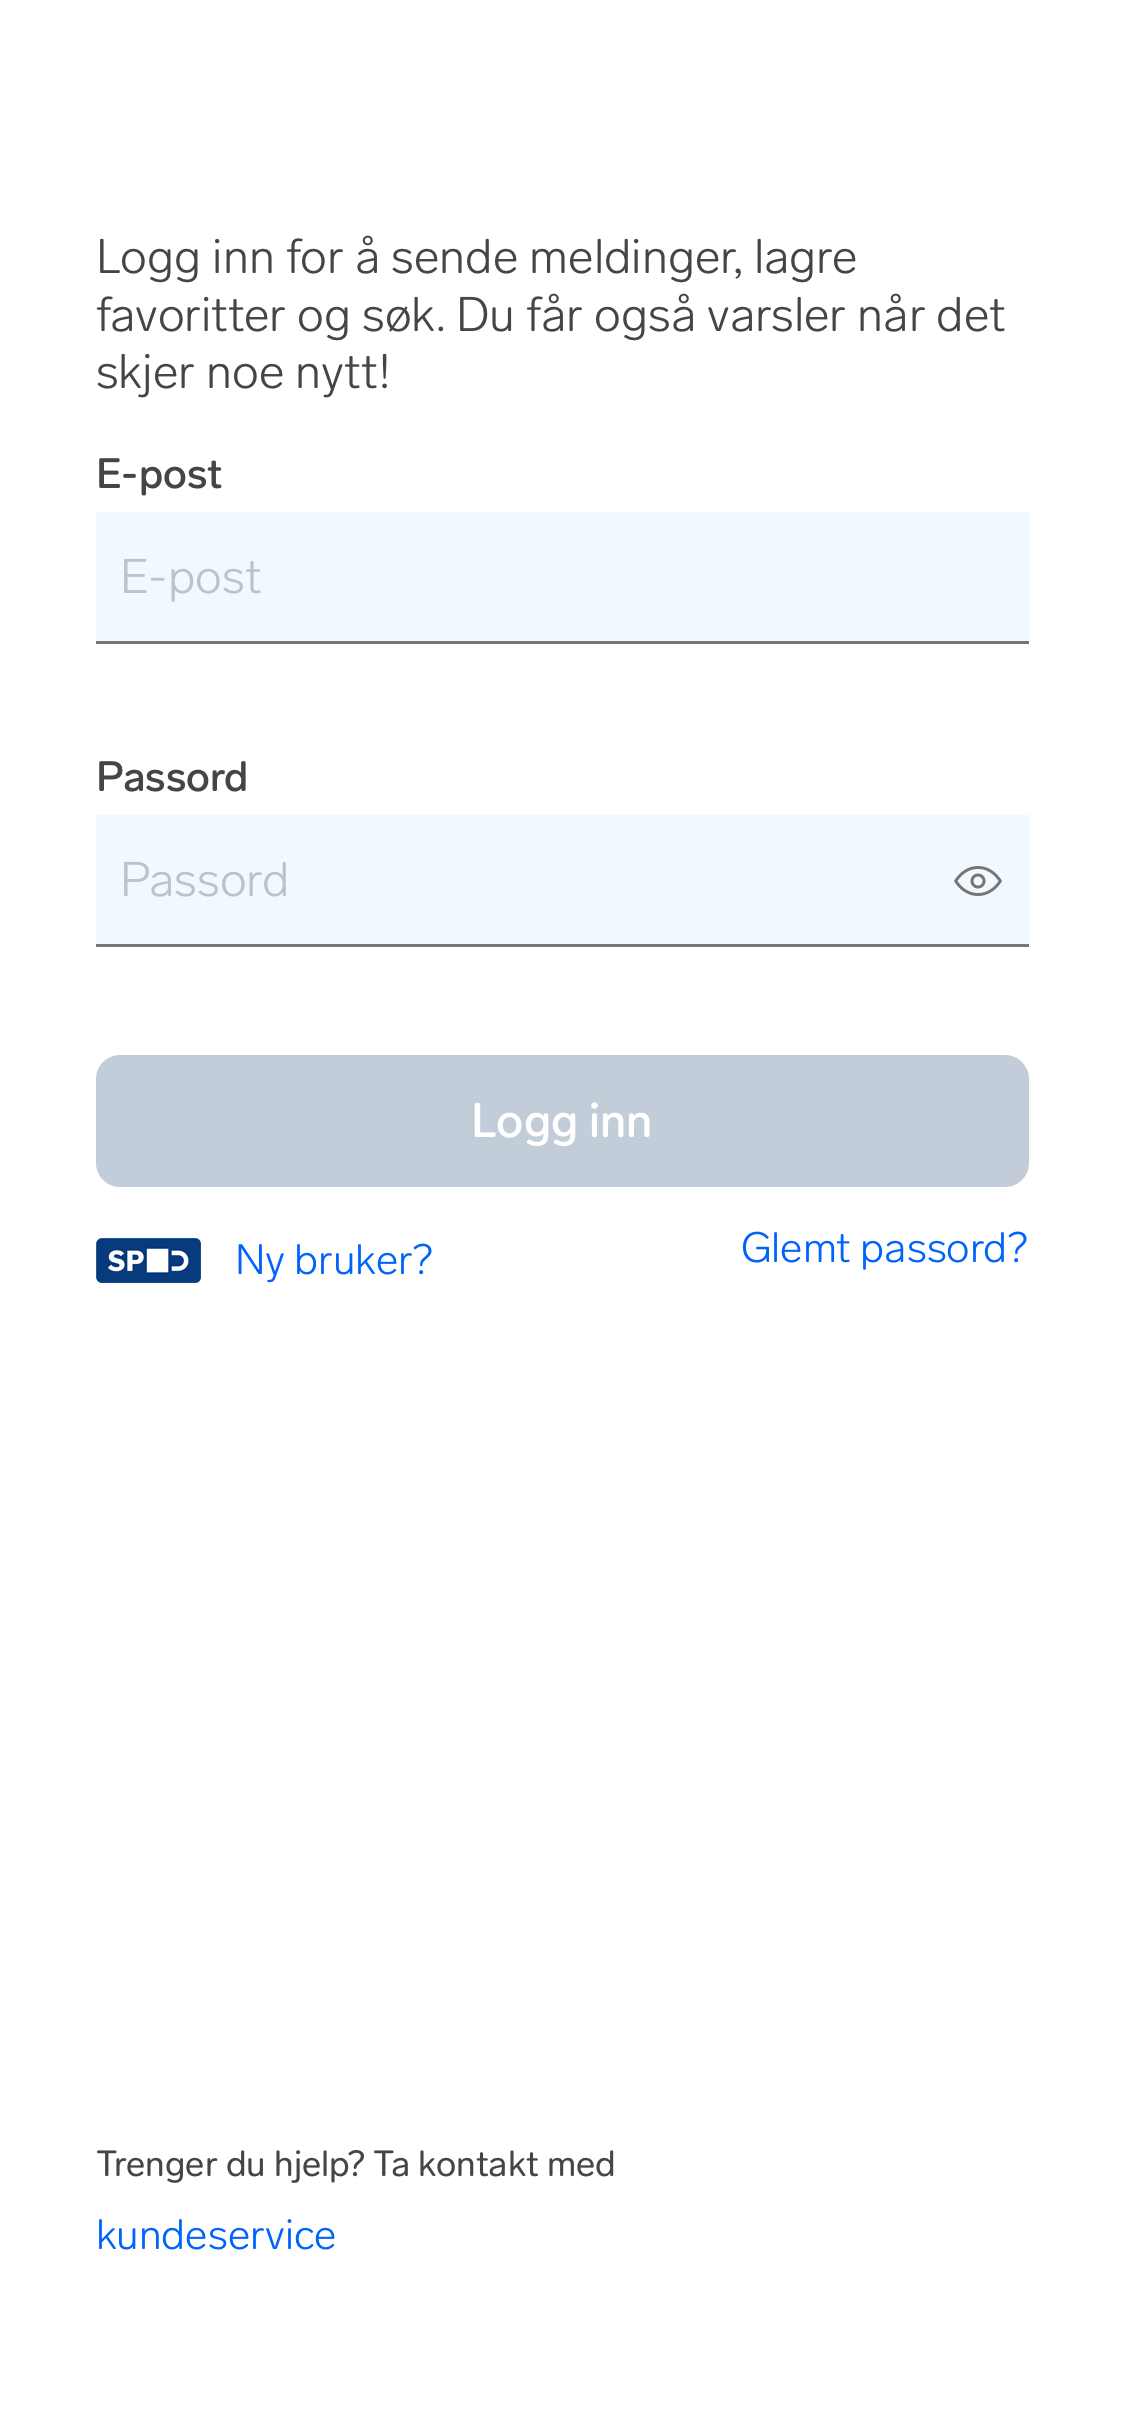 Logg inn for å sende meldinger, lagre
favoritter og søk. Du får også varsler når det
skjer noe nytt!
E-post
E-post
Passord
Passord
Logg inn
Ny bruker?
Glemt passord?
Trenger du hjelp? Ta kontakt med
kundeservice